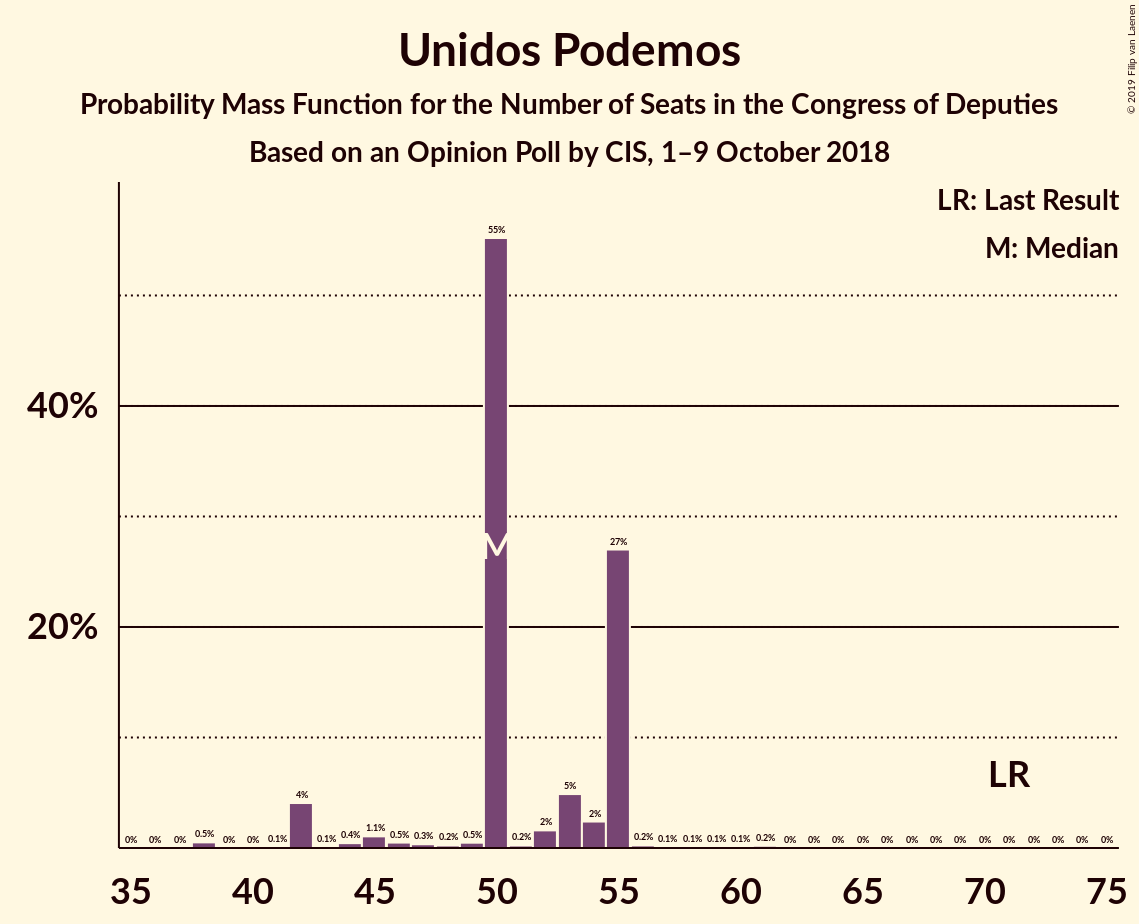 Unidos Podemos
Probability Mass Function for the Number of Seats in the Congress of Deputies
Based on an Opinion Poll by CIS, 1–9 October 2018
© 2019 Filip van Laenen
LR: Last Result
M: Median
55%
40%
M
27%
20%
LR
0% 0% 0% 0.5% 0% 0% 0.1% 4% 0.1% 0.4% 1.1% 0.5% 0.3% 0.2% 0.5% 0.2% 2% 5% 2% 0.2% 0.1% 0.1% 0.1% 0.1% 0.2% 0% 0% 0% 0% 0% 0% 0% 0% 0% 0% 0% 0% 0% 0%
35 40 45 50 55 60 65 70 75